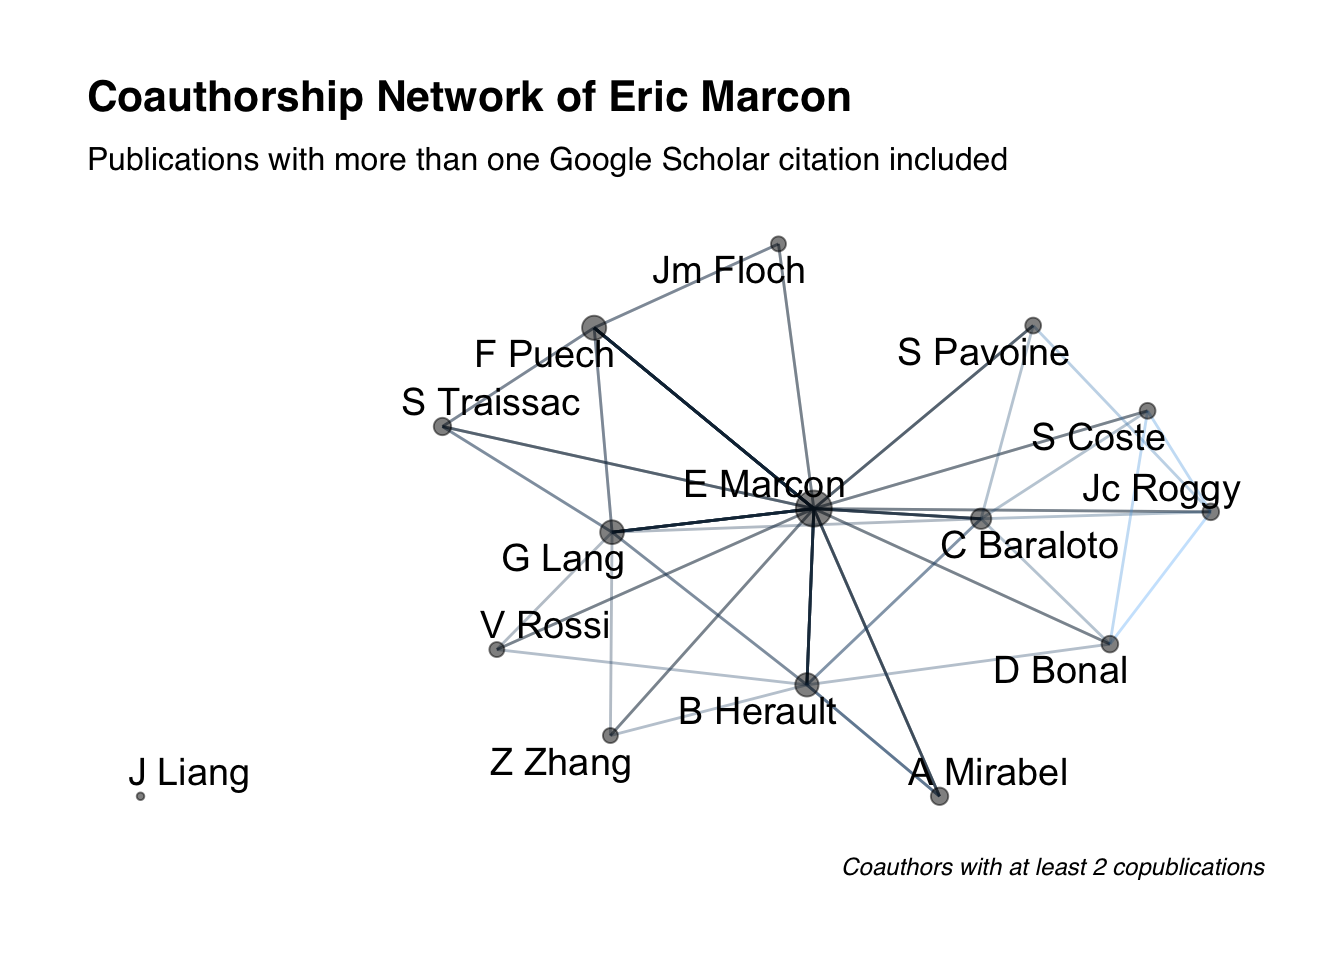 Coauthorship Network of Eric Marcon
Publications with more than one Google Scholar citation included
Jm Floch
F Puech
S Pavoine
S Traissac
S Coste
E Marcon
Jc Roggy
G Lang
C Baraloto
V Rossi
D Bonal
B Herault
Z Zhang
J Liang
A Mirabel
Coauthors with at least 2 copublications